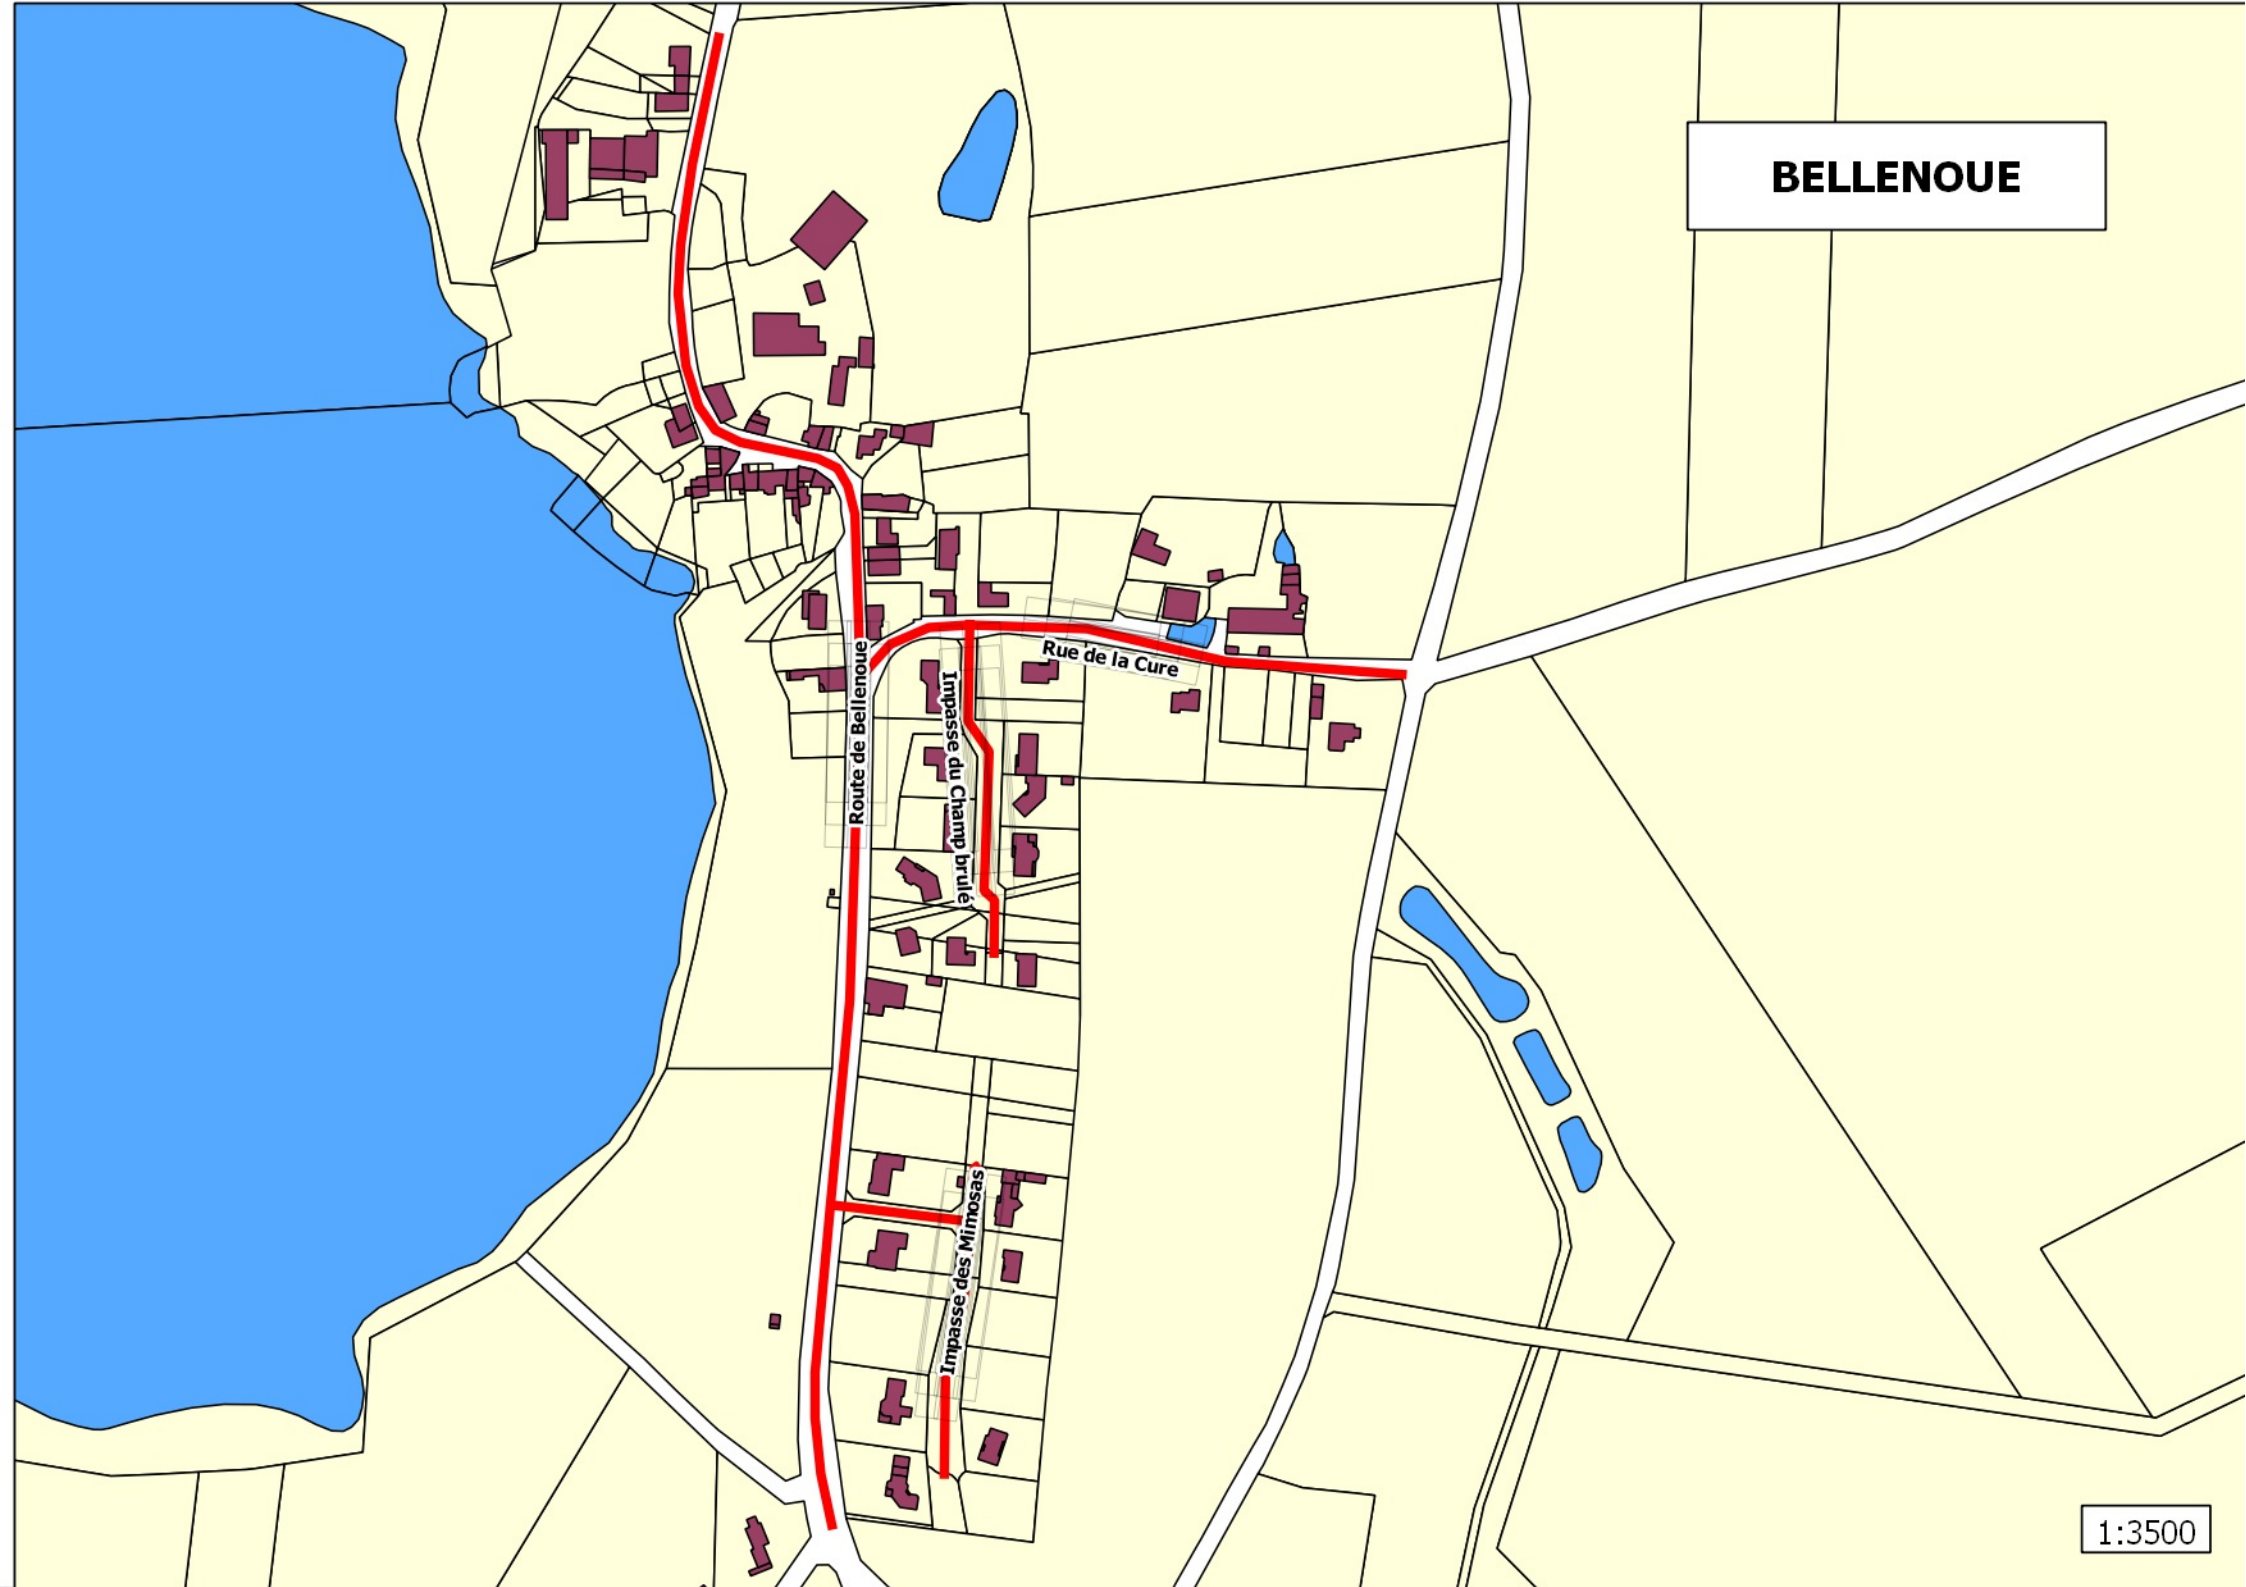 BELLENOUE
Rue de la Cure
Route de Bellenoue
Impasse du Champ brulé
Impasse des Mimosas
1:3500